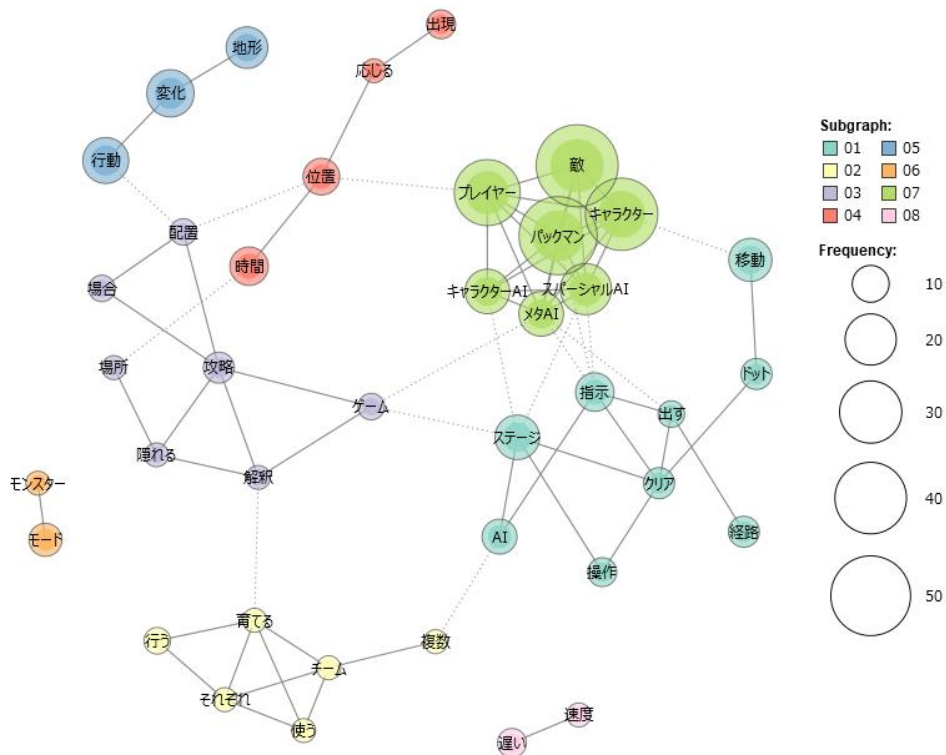 出現
地形
応じる
変化
Subgraph:
01 05
02 06
03 07
04 08
行動
敵
位置
プレイヤー
キャラクター
配置
パックマン
移動
時間
Frequency:
場合
キャラクターAI
スパーシャルAI
10
メタAI
20
場所
攻略
ドット
指示
ゲーム
出す
30
ステージ
隠れる
解釈
モンスター
クリア
40
モード
AI
経路
操作
50
育てる
行う
複数
チーム
それぞれ
使う
速度
遅い